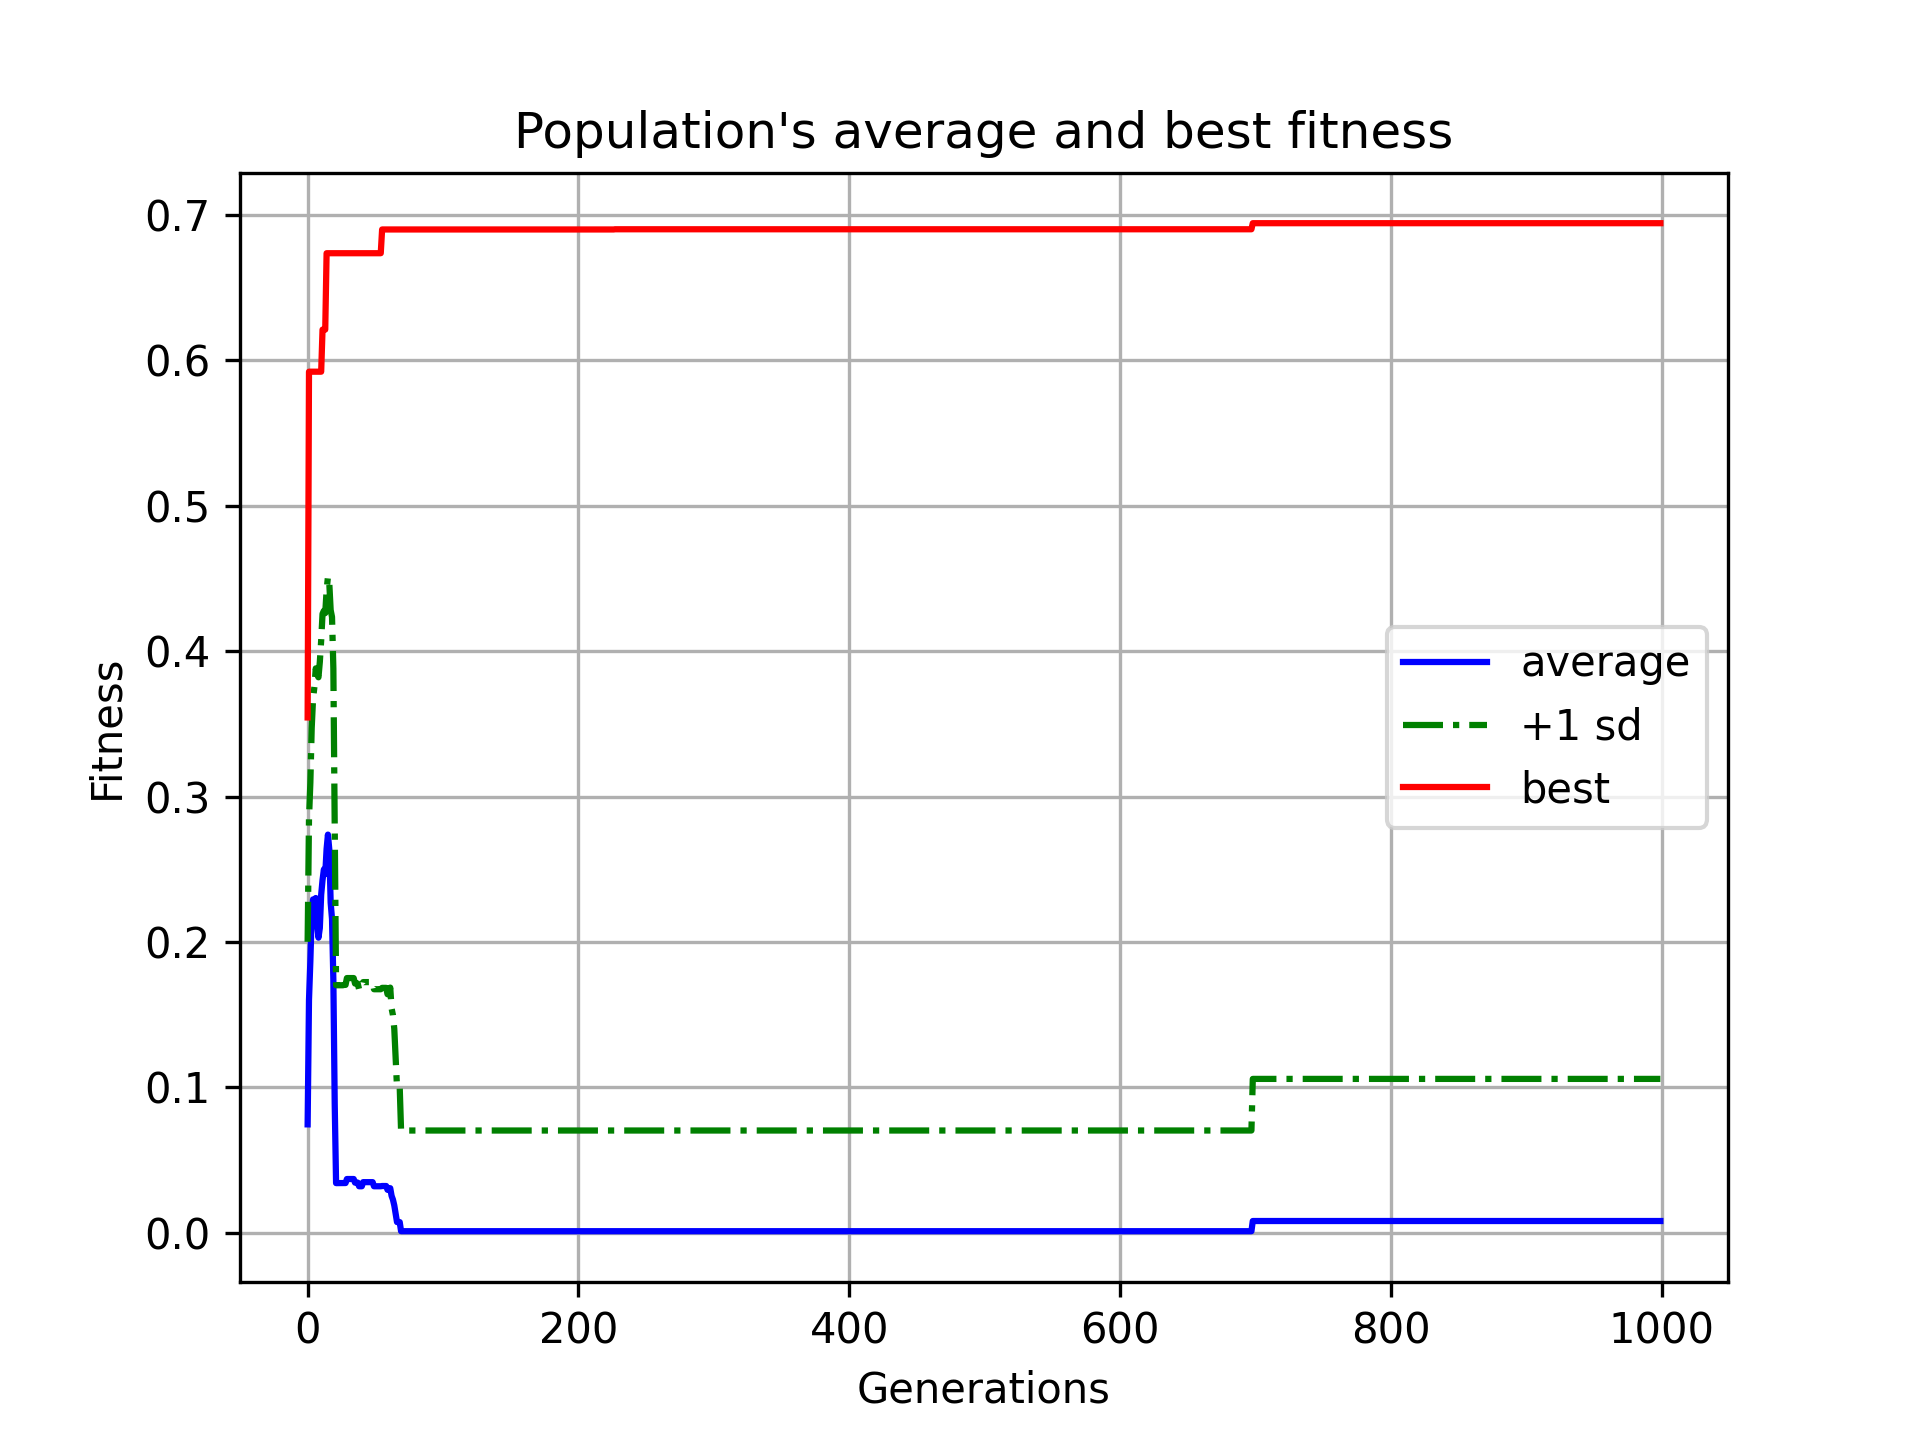 Population's average and best fitness
0.7
0.6
0.5
0.4
0.3
0.2
0.1
0.0
Fitness
average
+1 sd
best
0 200 400 600 800 1000
Generations